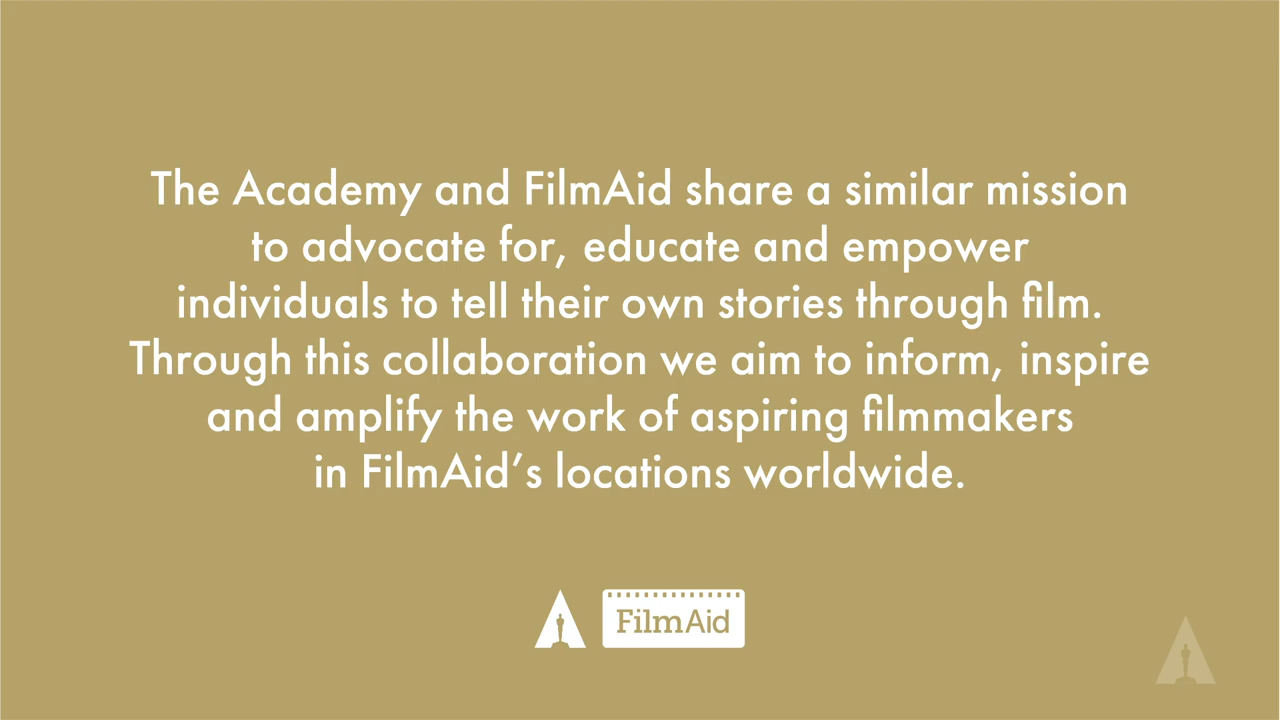 The Academy and FilmAid share a similar mission
to advocate for, educate and empower
individuals to tell their own stories through film.
Through this collaboration we aim to inform, inspire
and amplify the work of aspiring filmmakers
in FilmAid’s locations worldwide.
FilmAid